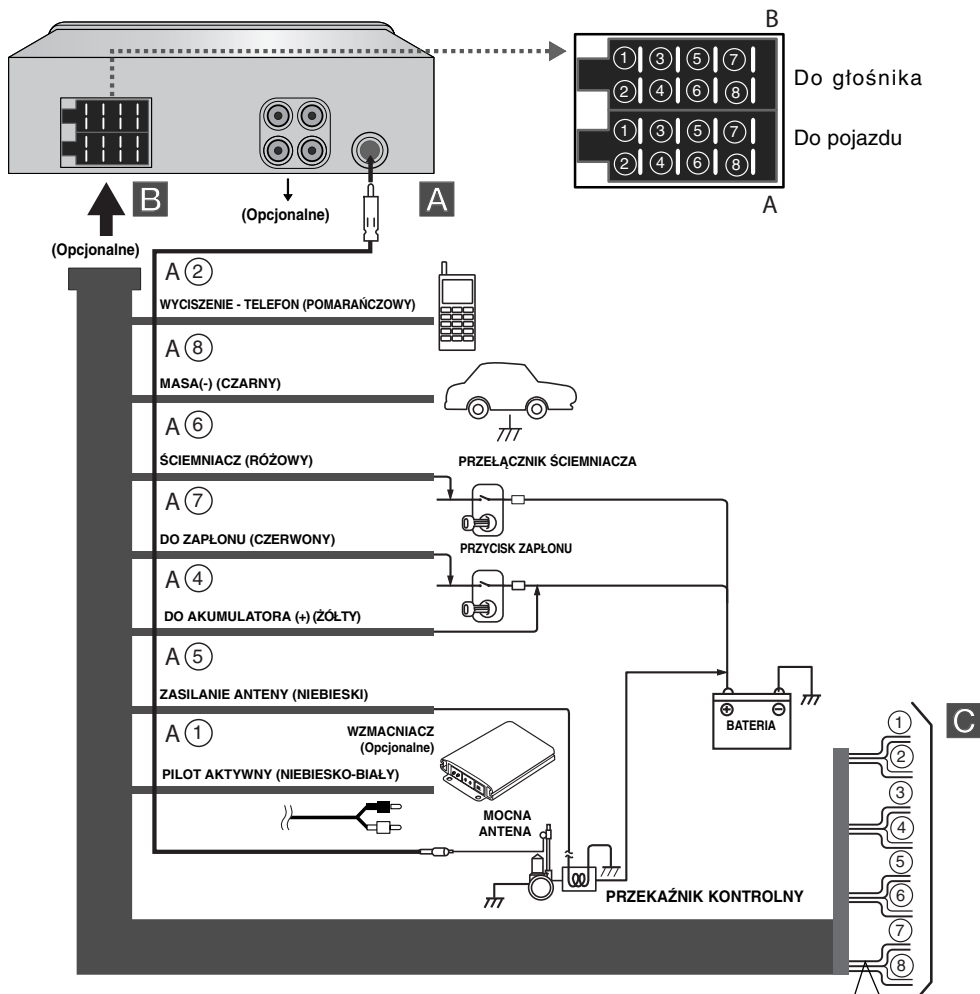 B
① ③ ⑤ ⑦
② ④ ⑥ ⑧
Do głośnika
① ③ ⑤ ⑦
② ④ ⑥ ⑧
Do pojazdu
A
B
(Opcjonalne)
(Opcjonalne)
A
A ②
WYCISZENIE - TELEFON (POMARAŃCZOWY)
A ⑧
MASA(-) (CZARNY)
A ⑥
ŚCIEMNIACZ (RÓŻOWY)
PRZEŁĄCZNIK ŚCIEMNIACZA
A ⑦
DO ZAPŁONU (CZERWONY)
PRZYCISK ZAPŁONU
A ④
DO AKUMULATORA (+) (ŻÓŁTY)
A ⑤
ZASILANIE ANTENY (NIEBIESKI)
BATERIA
A ①
WZMACNIACZ
(Opcjonalne)
PILOT AKTYWNY (NIEBIESKO-BIAŁY)
MOCNA
ANTENA
PRZEKAŹNIK KONTROLNY
C
①
②
③
④
⑤
⑥
⑦
⑧